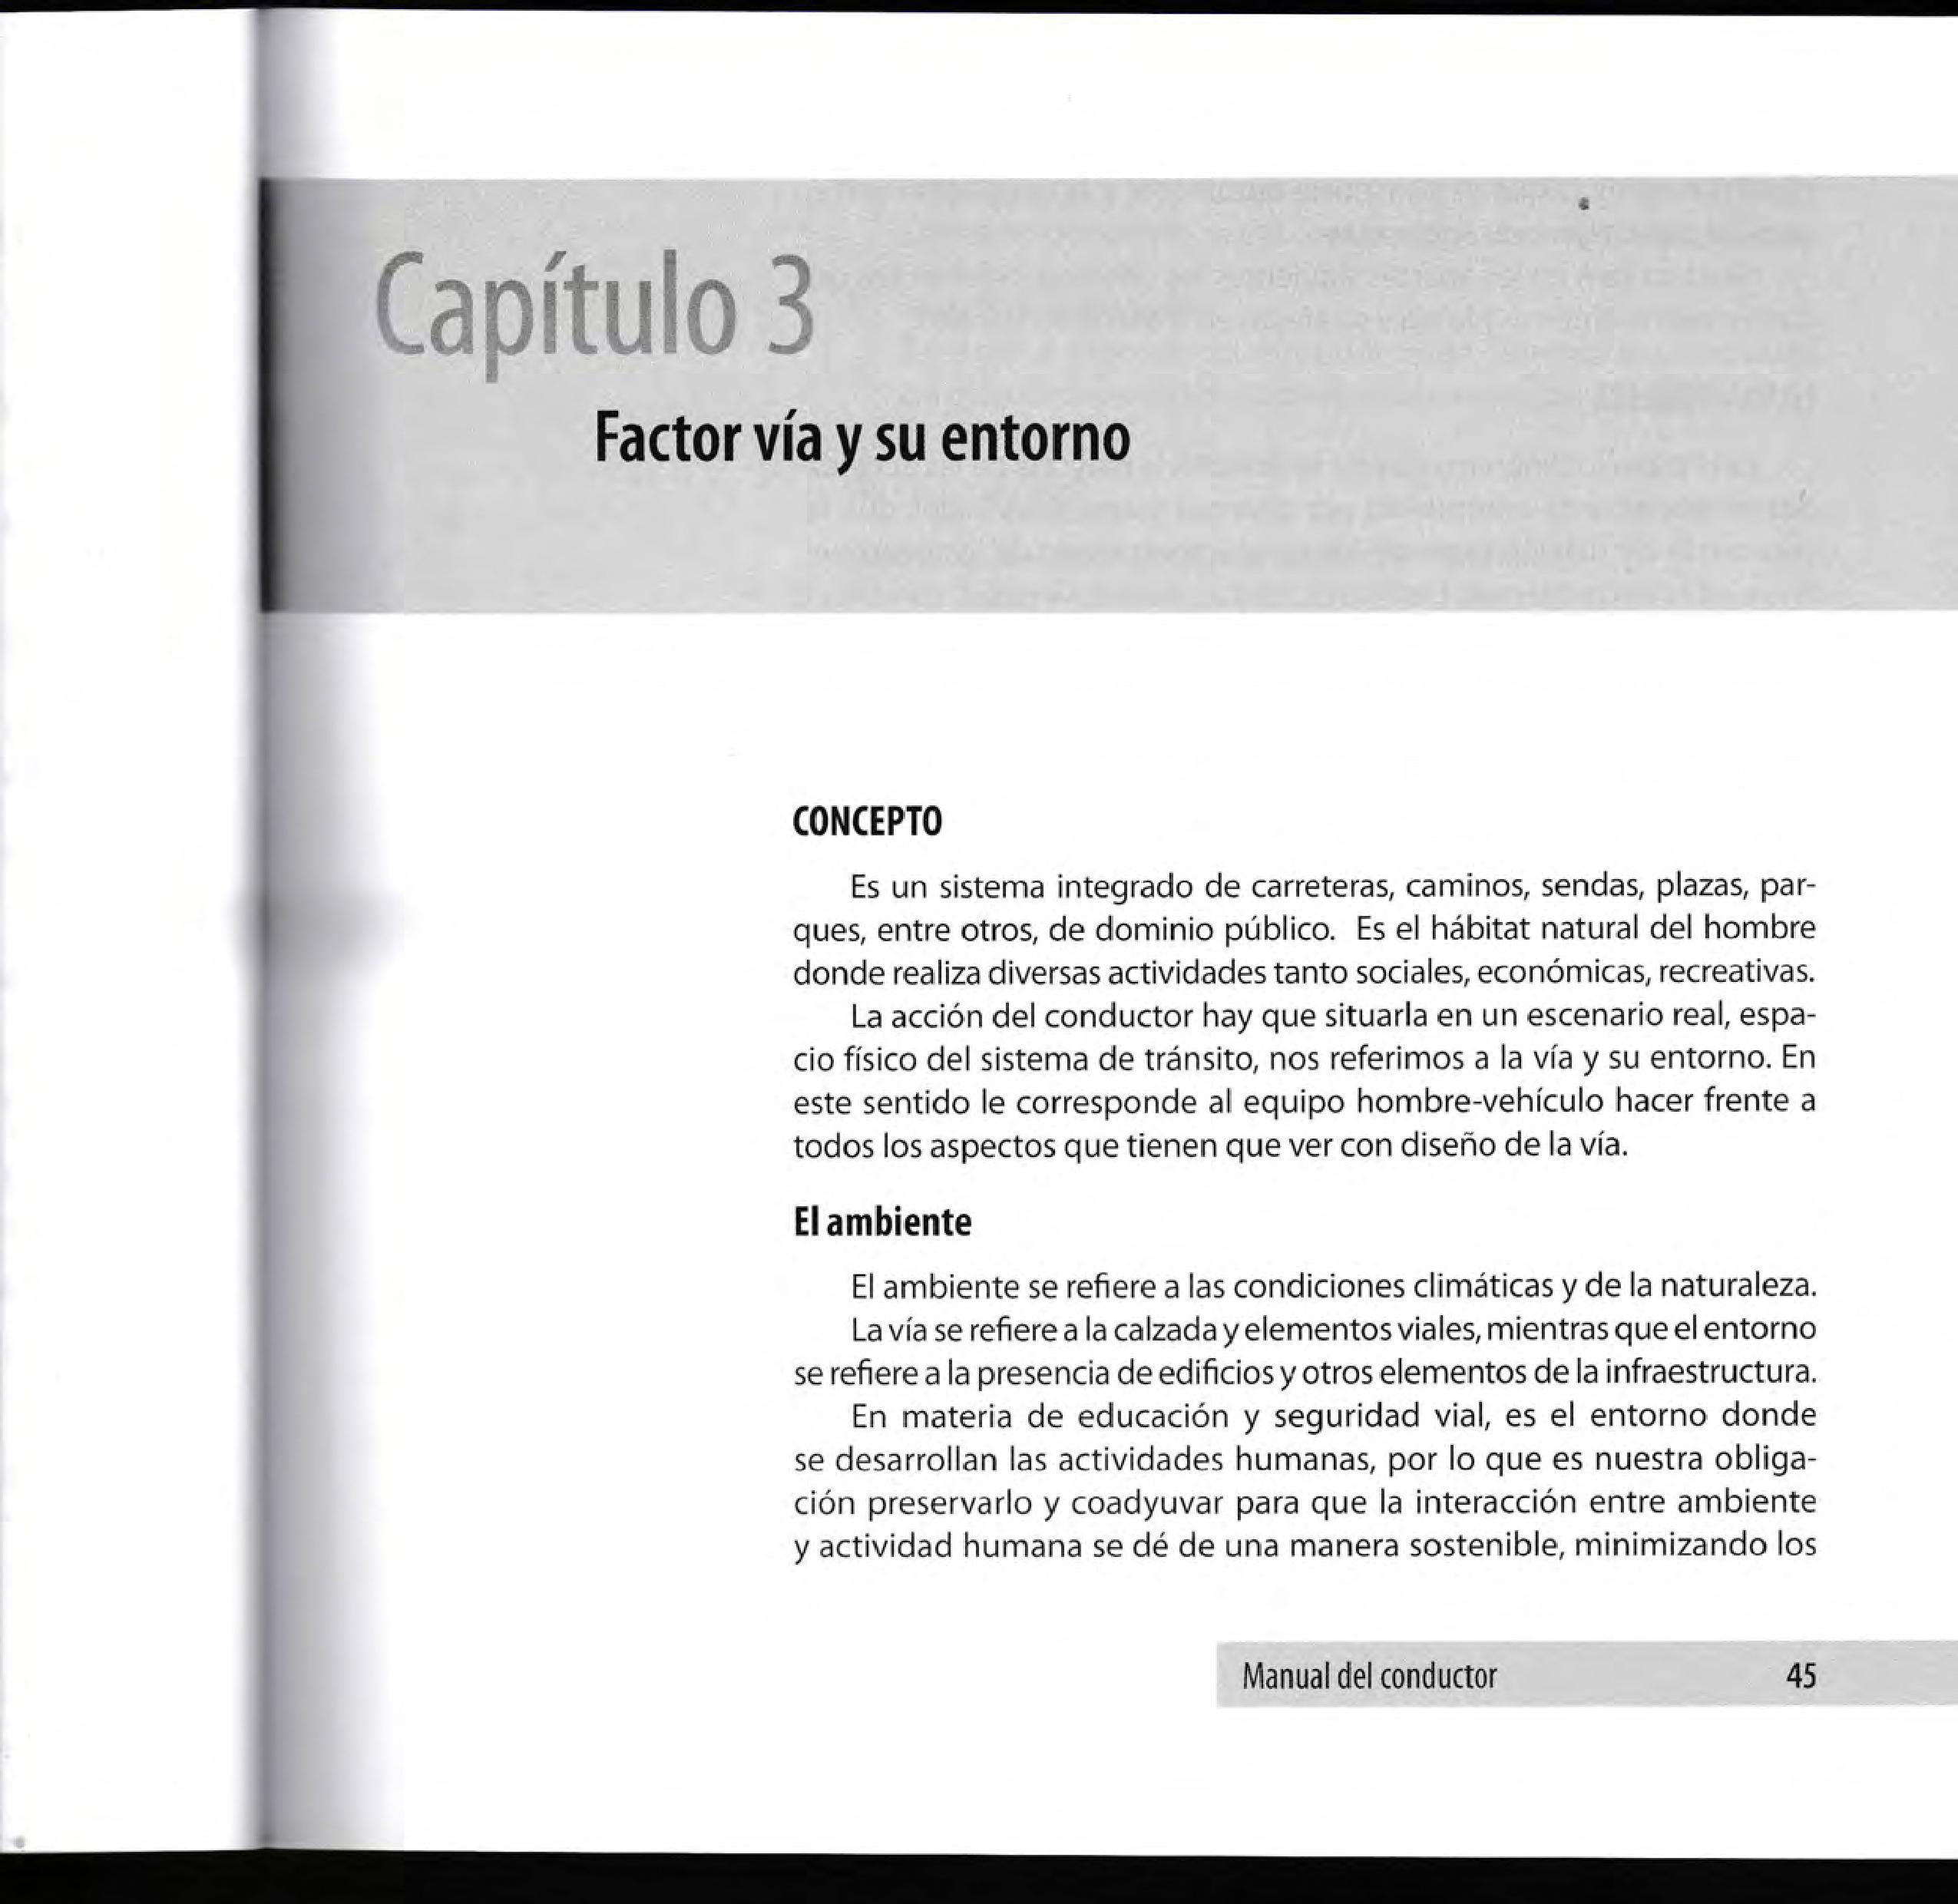 Capítulo 3
Factor vía y su entorno
CONCEPTO
Es un sistema integrado de carreteras, caminos, sendas, plazas, par-
ques, entre otros, de dominio público. Es el hábitat natural del hombre
donde realiza diversas actividades tanto sociales, económicas, recreativas.
La acción del conductor hay que situarla en un escenario real, espa-
cio físico del sistema de tránsito, nos referimos a la vía y su entorno. En
este sentido le corresponde al equipo hombre-vehículo hacer frente a
todos los aspectos que tienen que ver con diseño de la vía.
El ambiente
El ambiente se refiere a las condiciones climáticas y de la naturaleza.
La vía se refiere a la calzada y elementos viales, mientras que el entorno
se refiere a la presencia de edificios y otros elementos de la infraestructura.
En materia de educación y seguridad vial, es el entorno donde
se desarrollan las actividades humanas, por lo que es nuestra obliga-
ción preservarlo y coadyuvar para que la interacción entre ambiente
y actividad humana se dé de una manera sostenible, minimizando los
Manual del conductor 45